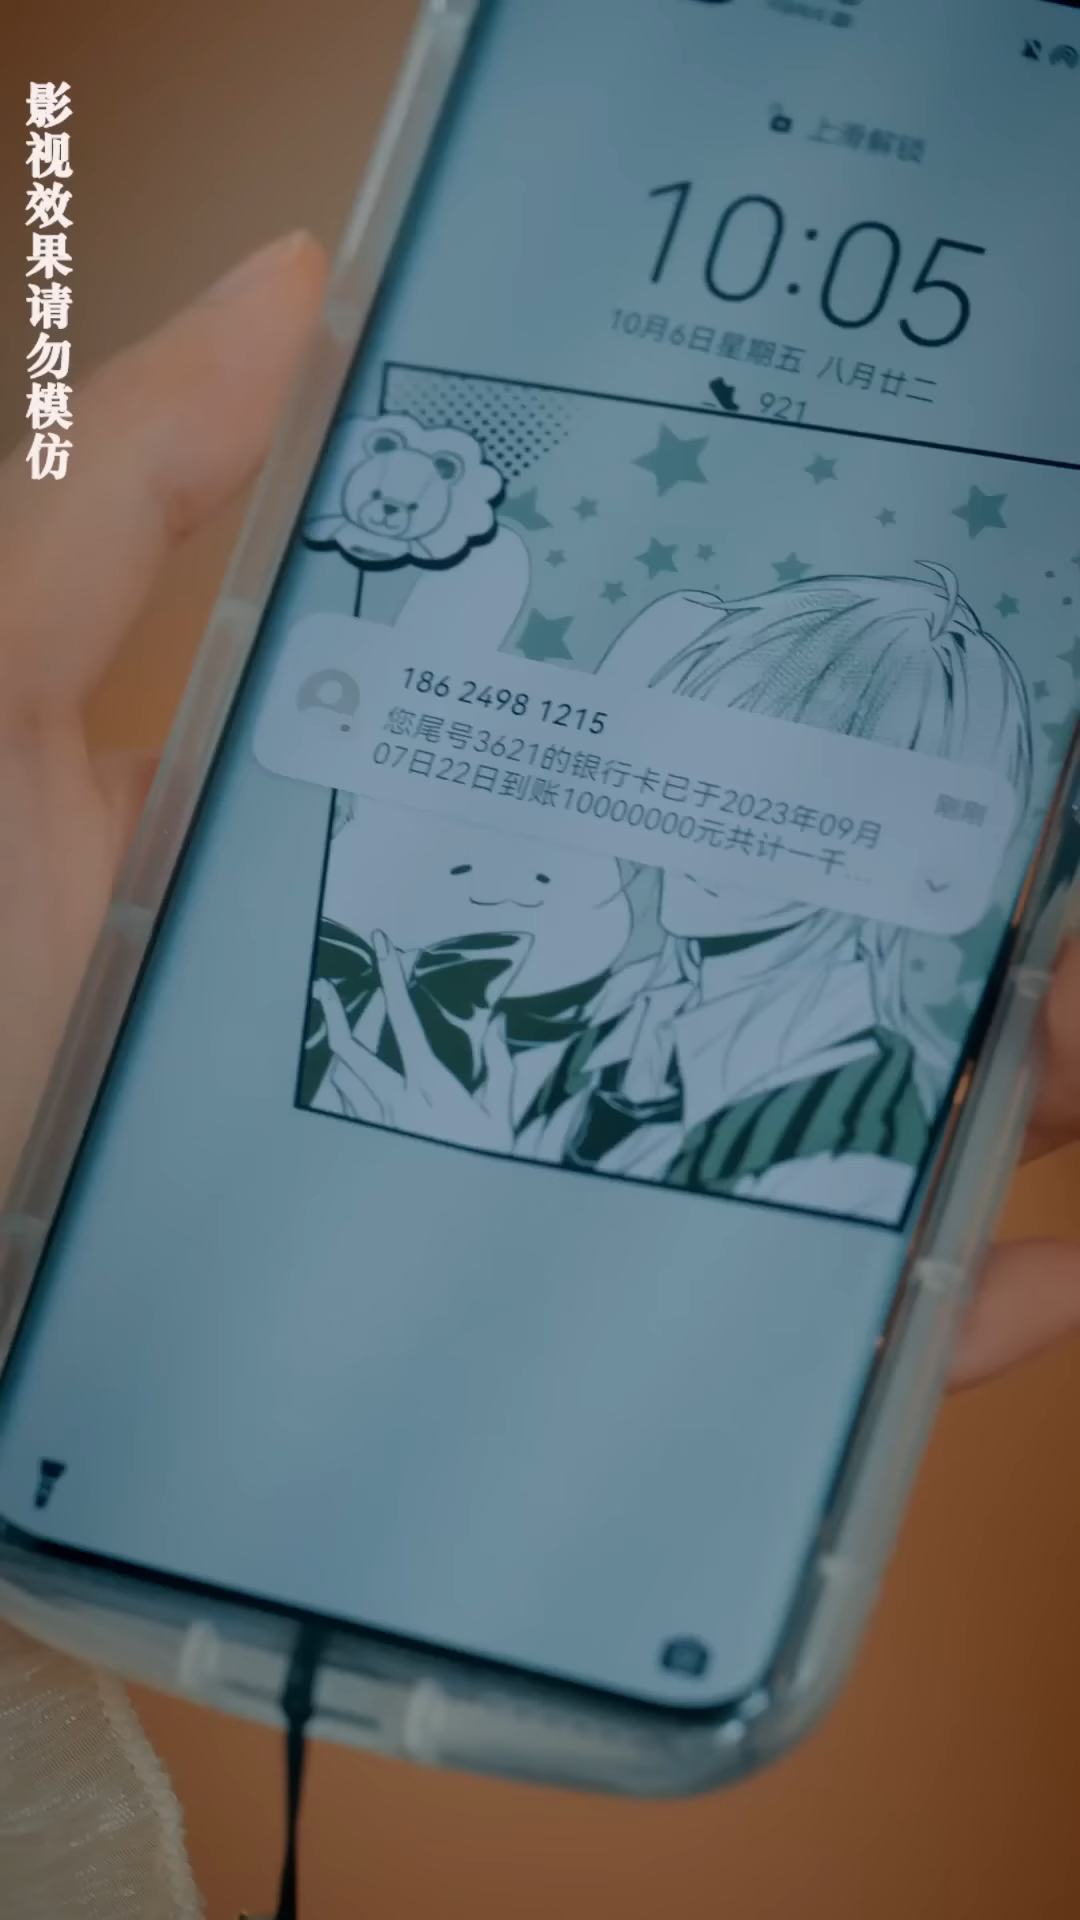 影视效果请勿模仿
上滑解锁
10:05
10月6日星期五 八月廿二
921
186 2498 1215
刚刚
您尾号3621的银行卡已于2023年09月
07日22日到账10000000元共计一千...